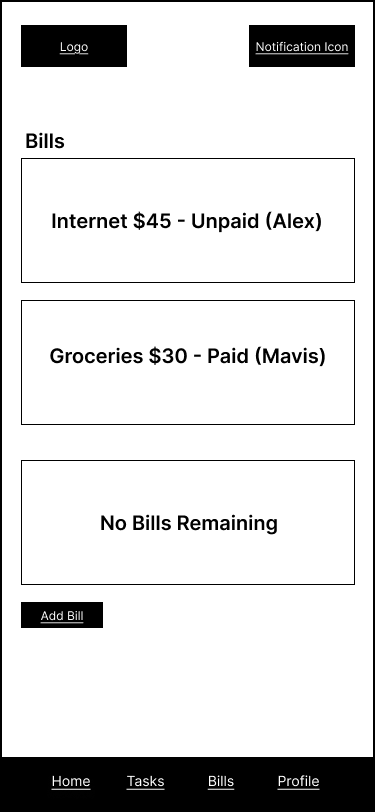 Logo
Notification Icon
Bills
Internet $45 - Unpaid (Alex)
Groceries $30 - Paid (Mavis)
No Bills Remaining
Add Bill
Home Tasks Bills Profile